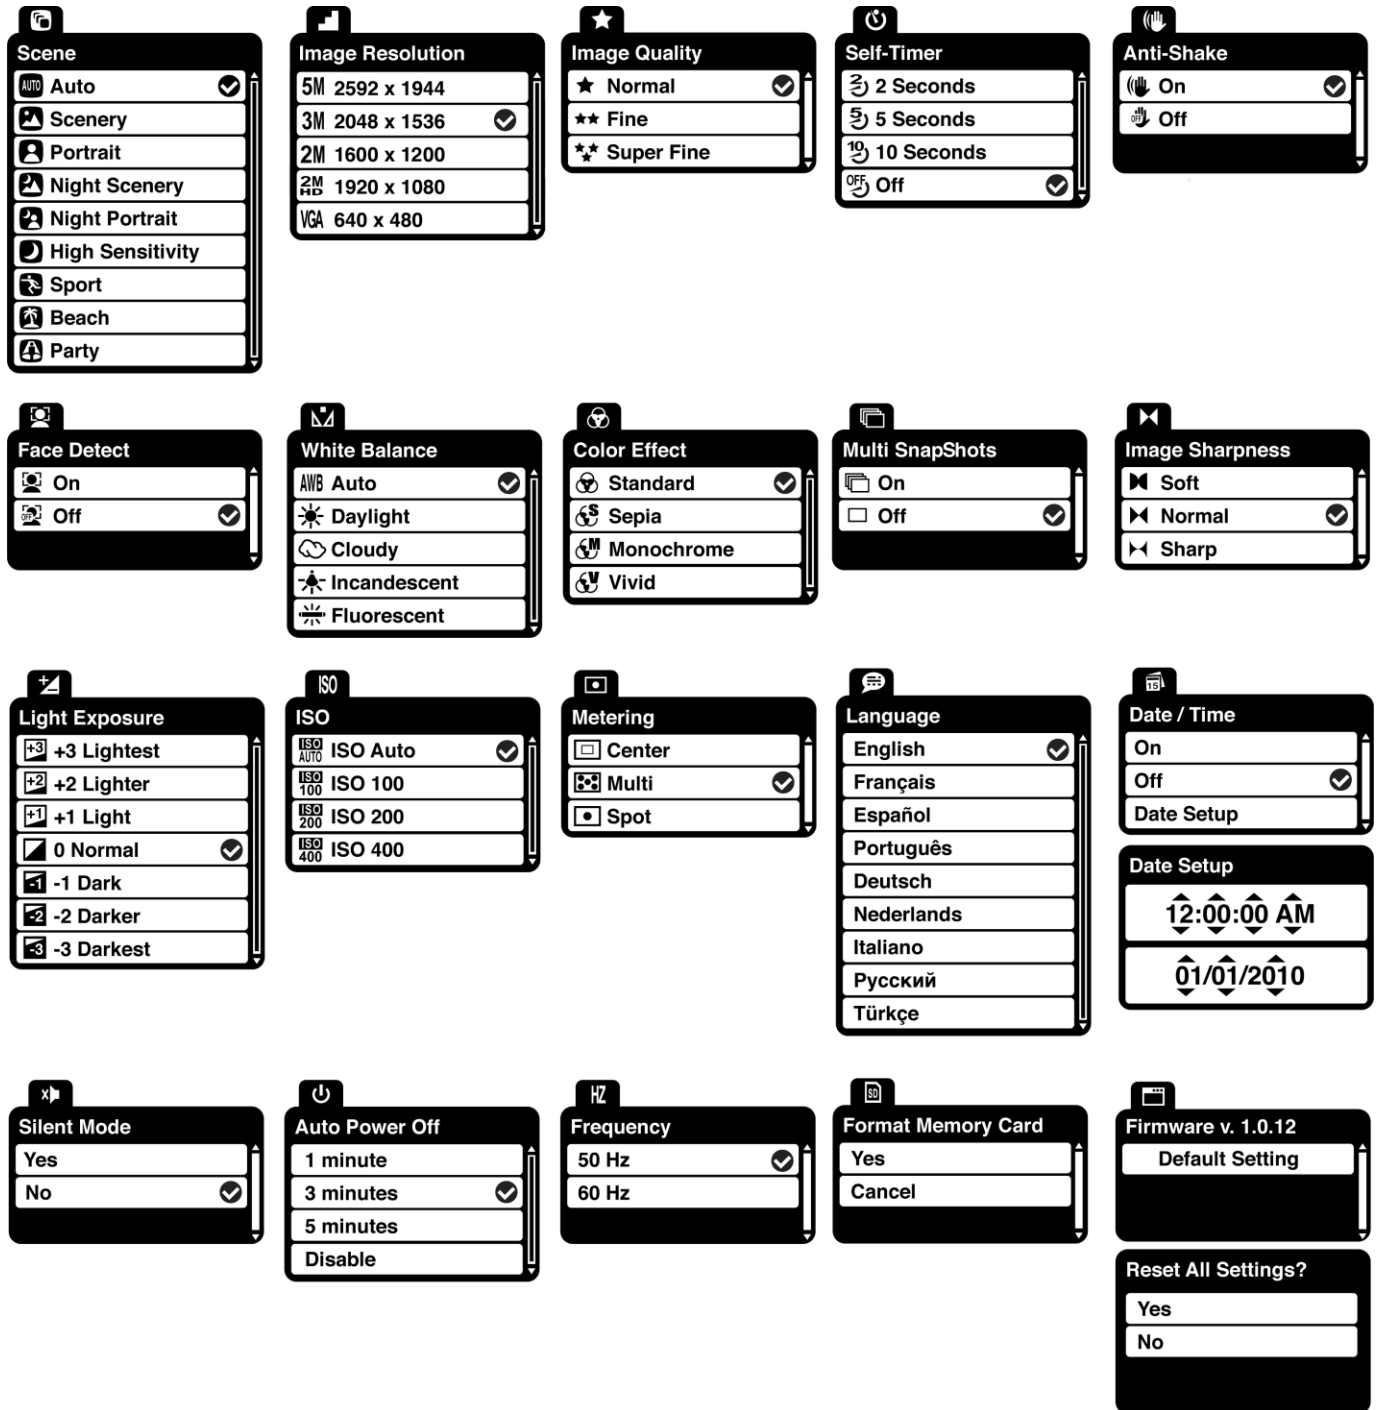 Scene
AUTO Auto
Scenery
Portrait
Night Scenery
Night Portrait
High Sensitivity
Sport
Beach
Party
Image Resolution
5M 2592 x 1944
3M 2048 x 1536
2M 1600 x 1200
2M HD 1920 x 1080
VGA 640 x 480
Image Quality
Normal
Fine
Super Fine
Self-Timer
2 2 Seconds
5 5 Seconds
10 10 Seconds
OFF Off
Anti-Shake
On
OFF Off
Face Detect
On
OFF Off
White Balance
AWB Auto
Daylight
Cloudy
Incandescent
Fluorescent
Color Effect
Standard
S Sepia
M Monochrome
V Vivid
Multi SnapShots
On
Off
Image Sharpness
Soft
Normal
Sharp
Light Exposure
+3 +3 Lightest
+2 +2 Lighter
+1 +1 Light
0 Normal
-1 -1 Dark
-2 -2 Darker
-3 -3 Darkest
ISO
ISO
ISO AUTO ISO Auto
ISO 100 ISO 100
ISO 200 ISO 200
ISO 400 ISO 400
Metering
Center
Multi
Spot
Language
English
Français
Español
Português
Deutsch
Nederlands
Italiano
Русский
Türkçe
15
Date / Time
On
Off
Date Setup
Date Setup
12:00:00 AM
01/01/2010
X
Silent Mode
Yes
No
Auto Power Off
1 minute
3 minutes
5 minutes
Disable
HZ
Frequency
50 Hz
60 Hz
SD
Format Memory Card
Yes
Cancel
Firmware v. 1.0.12
Default Setting
Reset All Settings?
Yes
No